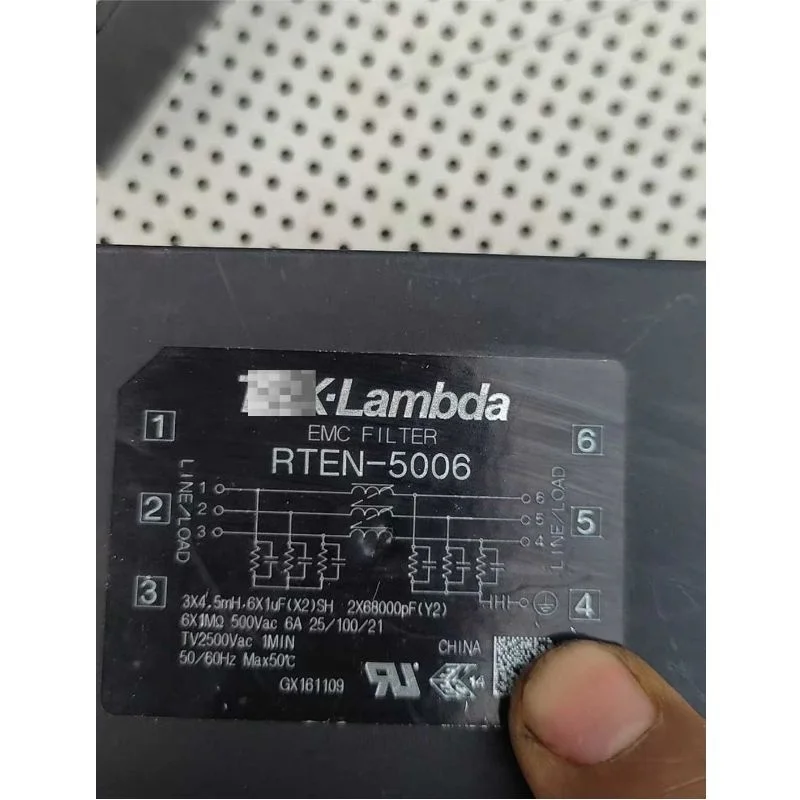 -Lambda
EMC FILTER
RTEN-5006
1
2
3
LINE/LOAD
1
2
3
6
5
4
LINE/LOAD
6
5
4
3X4.5mH,6X1uF(X2)SH 2X68000pF(Y2)
6X1MΩ 500Vac 6A 25/100/21
TV2500Vac 1MIN
50/60Hz Max50℃
CHINA
GX161109
RU
14